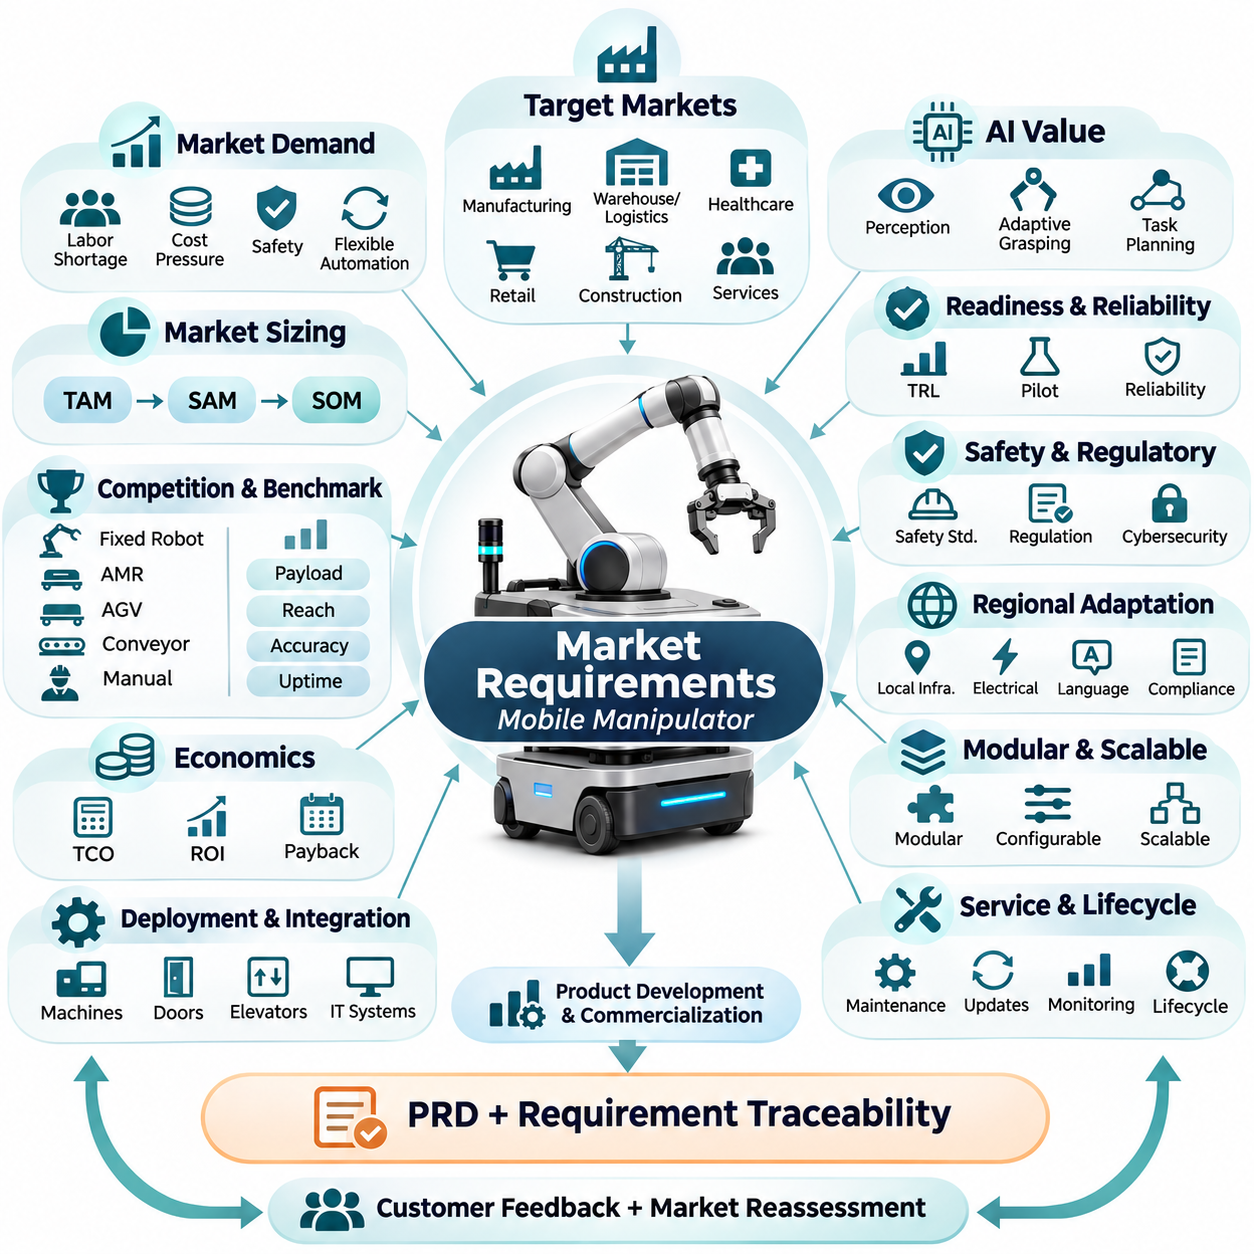 Target Markets
Manufacturing
Warehouse/
Logistics
Healthcare
Retail
Construction
Services
Market Demand
Labor
Shortage
Cost
Pressure
Safety
Flexible
Automation
Market Sizing
TAM
SAM
SOM
Competition & Benchmark
Fixed Robot
AMR
AGV
Conveyor
Manual
Payload
Reach
Accuracy
Uptime
Economics
TCO
ROI
Payback
Deployment & Integration
Machines
Doors
Elevators
IT Systems
AI
AI Value
Perception
Adaptive
Grasping
Task
Planning
Readiness & Reliability
TRL
Pilot
Reliability
Safety & Regulatory
Safety Std.
Regulation
Cybersecurity
Regional Adaptation
Local Infra.
Electrical
A
Language
Compliance
Modular & Scalable
Modular
Configurable
Scalable
Service & Lifecycle
Maintenance
Updates
Monitoring
Lifecycle
Market
Requirements
Mobile Manipulator
Product Development
& Commercialization
PRD + Requirement Traceability
Customer Feedback + Market Reassessment